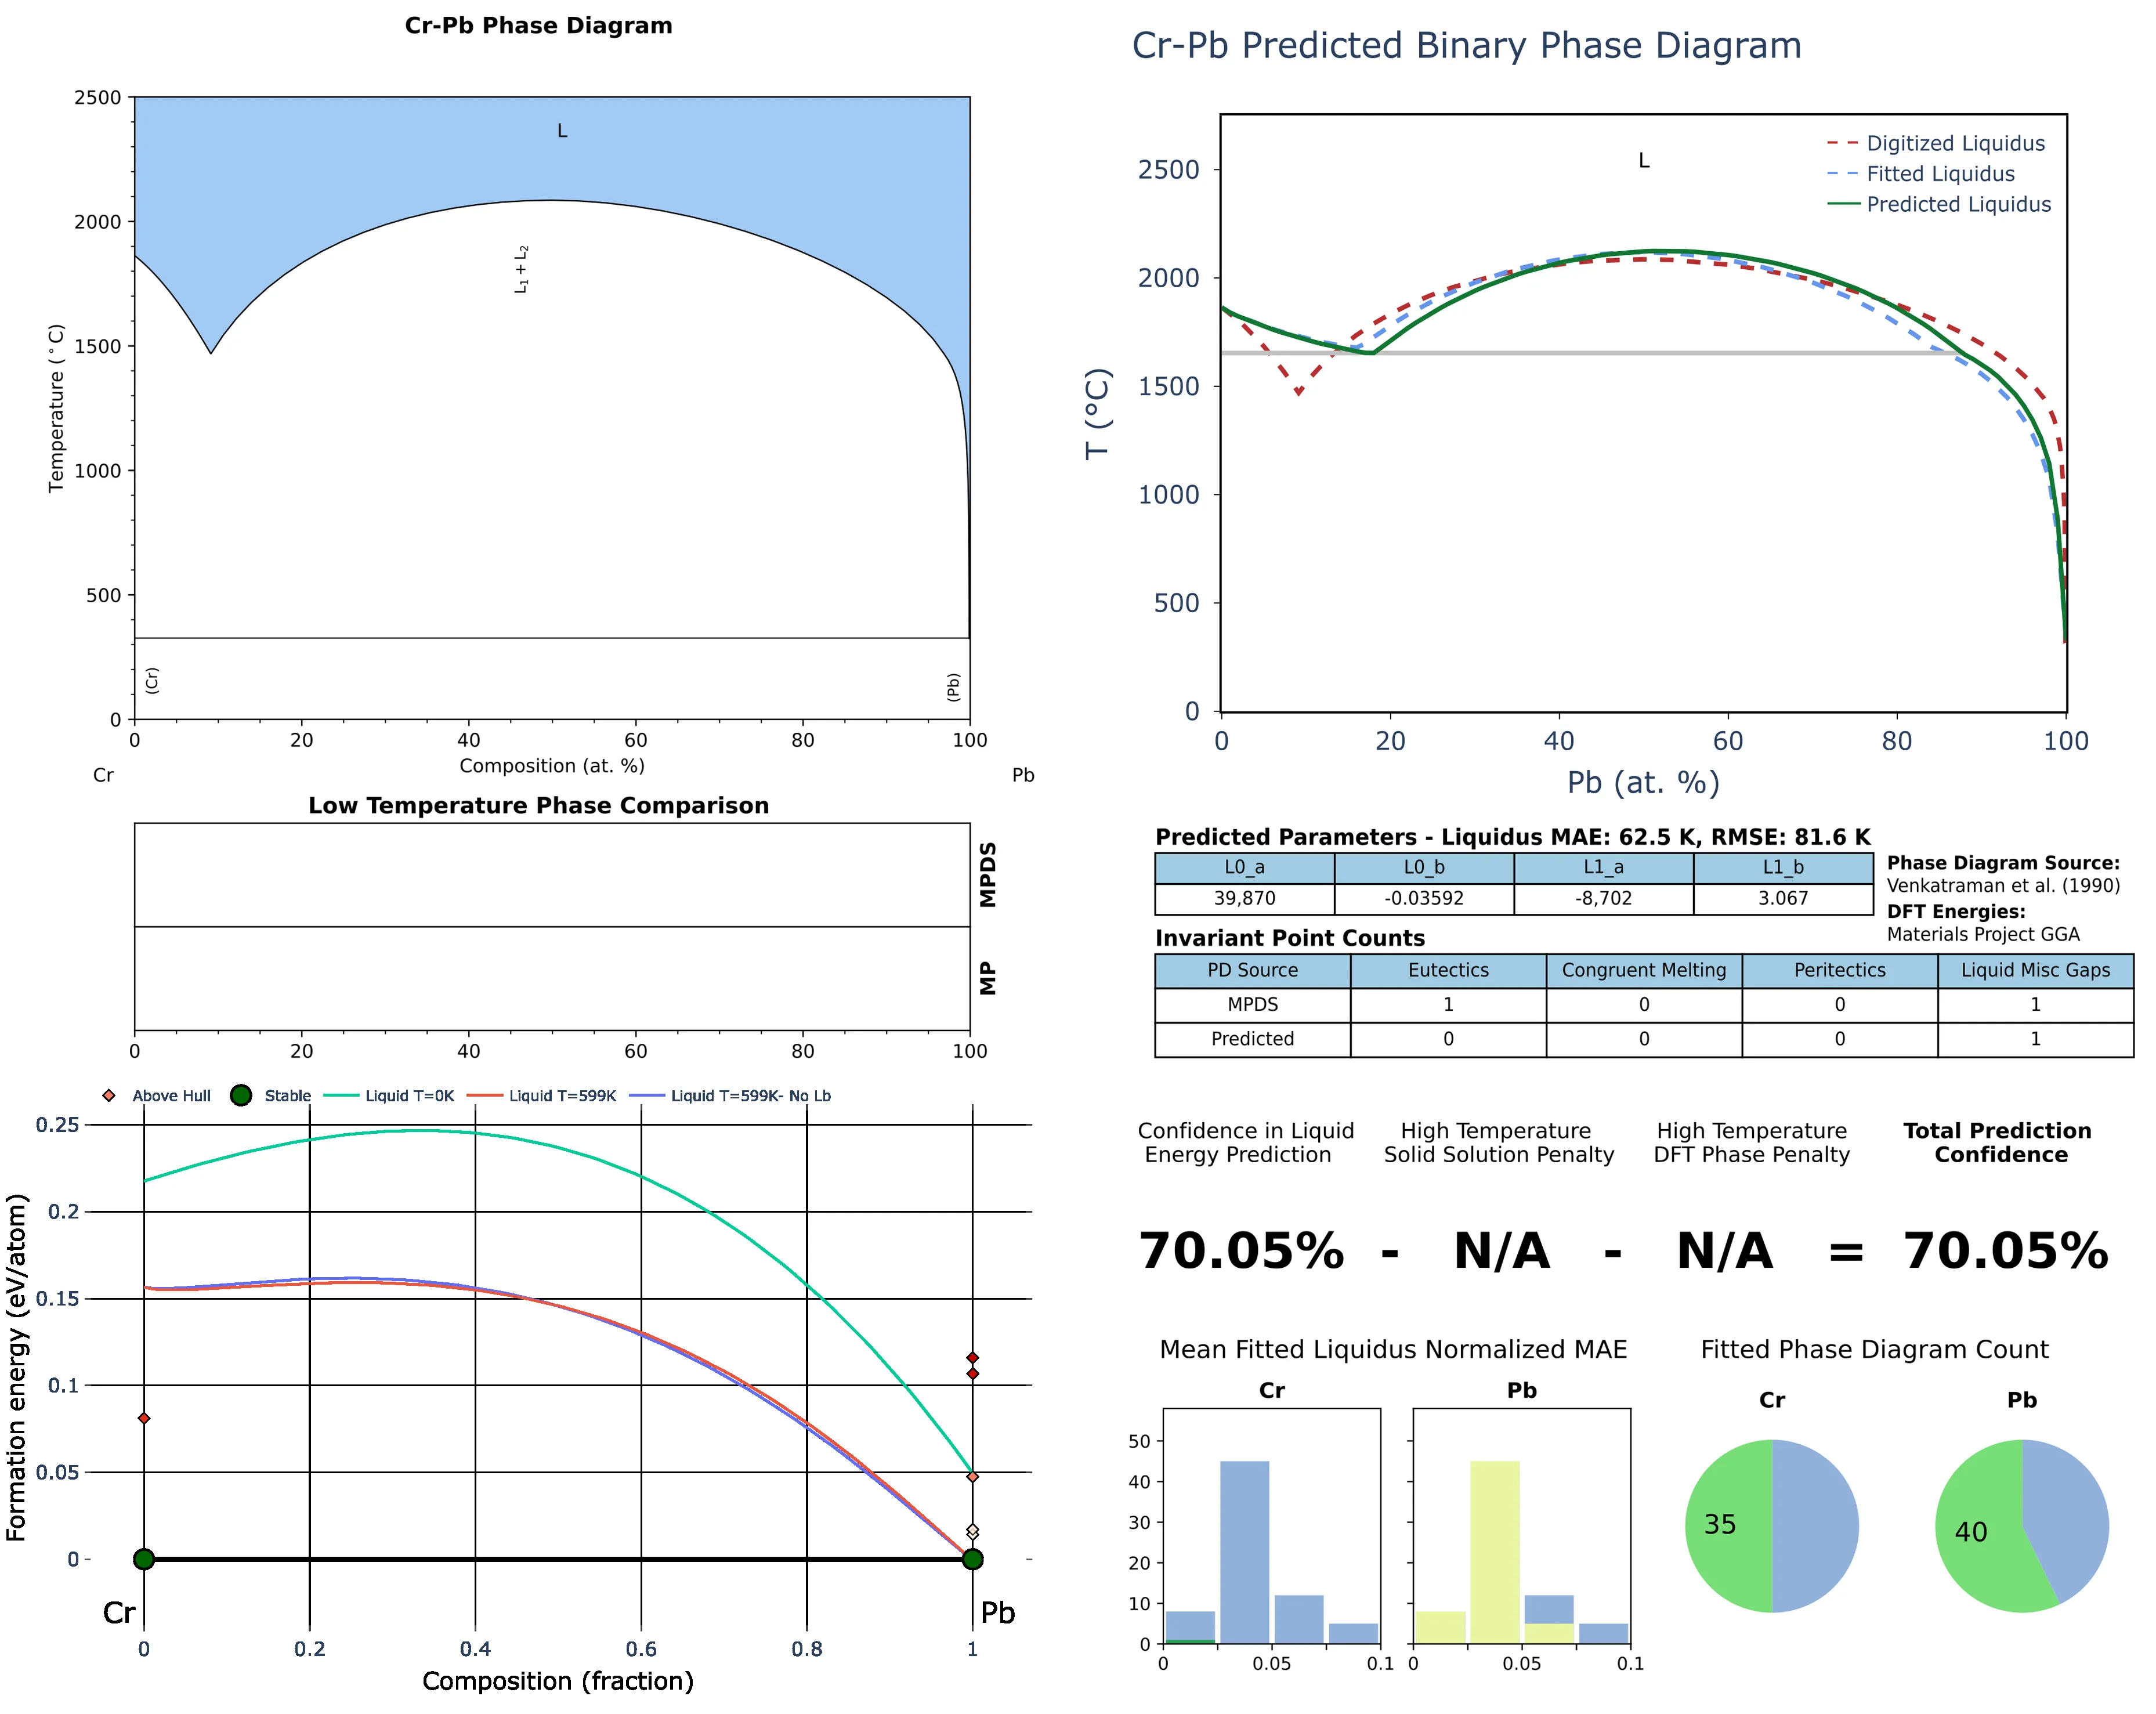 Cr-Pb Phase Diagram
2500
2000
1500
1000
500
0
Temperature (°C)
L
L1 + L2
(Cr)
(Pb)
0 20 40 60 80 100
Composition (at. %)
Cr Pb
Low Temperature Phase Comparison
MPDS
MP
0 20 40 60 80 100
Above Hull Stable Liquid T=0K Liquid T=599K Liquid T=599K- No Lb
0.25
0.2
0.15
0.1
0.05
0
Formation energy (eV/atom)
Cr Pb
0 0.2 0.4 0.6 0.8 1
Composition (fraction)
Cr-Pb Predicted Binary Phase Diagram
L
Digitized Liquidus
Fitted Liquidus
Predicted Liquidus
2500
2000
1500
1000
500
0
T (°C)
0 20 40 60 80 100
Pb (at. %)
Predicted Parameters - Liquidus MAE: 62.5 K, RMSE: 81.6 K
L0_a L0_b L1_a L1_b
39,870 -0.03592 -8,702 3.067
Phase Diagram Source:
Venkatraman et al. (1990)
DFT Energies:
Materials Project GGA
Invariant Point Counts
PD Source Eutectics Congruent Melting Peritectics Liquid Misc Gaps
MPDS 1 0 0 1
Predicted 0 0 0 1
Confidence in Liquid
Energy Prediction
High Temperature
Solid Solution Penalty
High Temperature
DFT Phase Penalty
Total Prediction
Confidence
70.05% - N/A - N/A = 70.05%
Mean Fitted Liquidus Normalized MAE
Cr Pb
50
40
30
20
10
0
0 0.05 0.1 0 0.05 0.1
Fitted Phase Diagram Count
Cr Pb
35 40